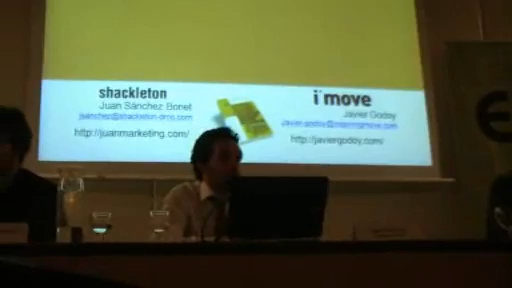 shackleton
Juan Sánchez Bonet
http://juanmarketing.com/
i move
Javier Godoy
http://javiergodoy.com/